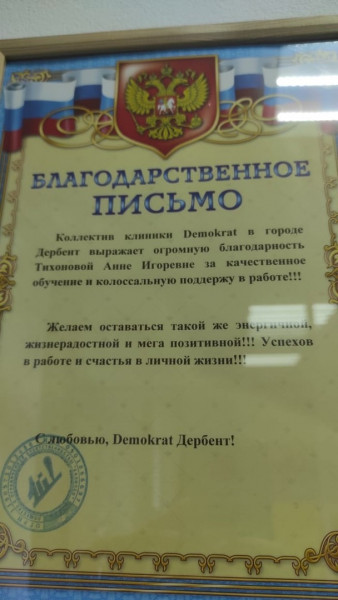 БЛАГОДАРСТВЕННОЕ
ПИСЬМО
Коллектив клиники Demokrat в городе
Дербент выражает огромную благодарность
Тихоновой Анне Игоревне за качественное
обучение и колоссальную поддержку в работе!!!
Желаем оставаться такой же энергичной,
жизнерадостной и мега позитивной!!! Успехов
в работе и счастья в личной жизни!!!
С любовью, Demokrat Дербент!